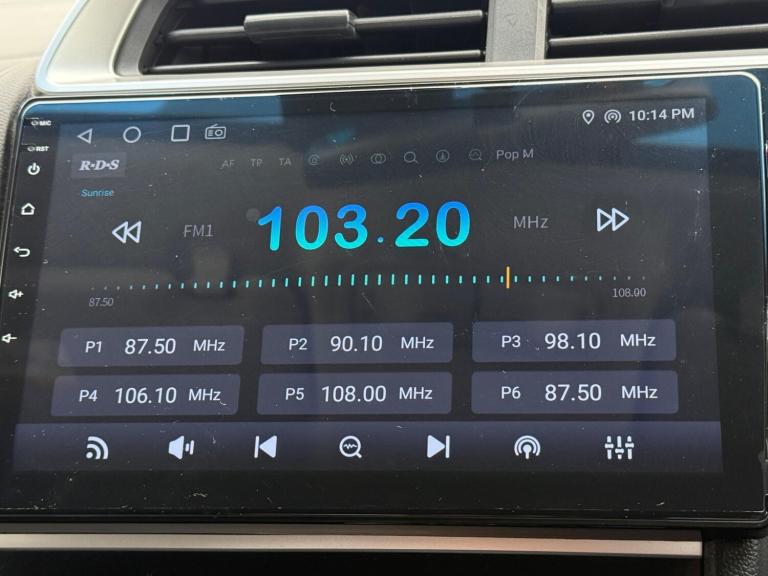 MIC
10:14 PM
RST
R·D·S
AF TP TA Pop M
Sunrise
FM1 103.20 MHz
87.50 108.00
P1 87.50 MHz P2 90.10 MHz P3 98.10 MHz
P4 106.10 MHz P5 108.00 MHz P6 87.50 MHz